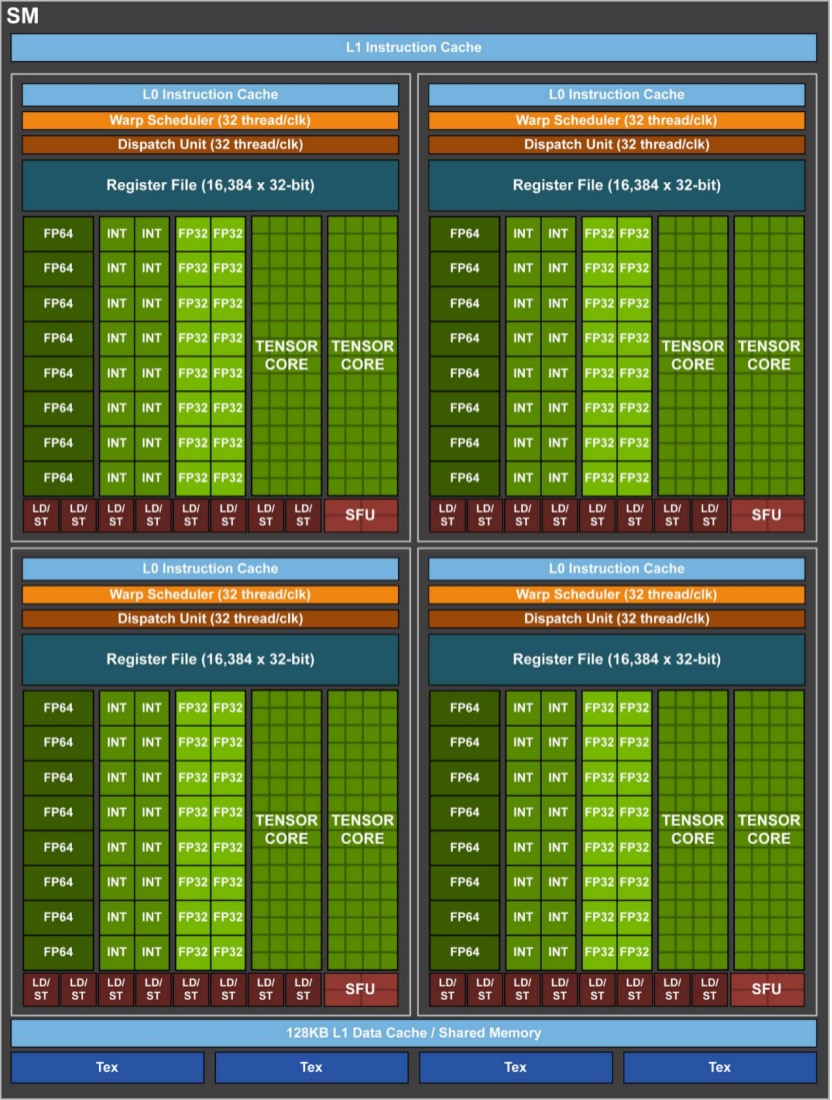 SM
L1 Instruction Cache
L0 Instruction Cache
Warp Scheduler (32 thread/clk)
Dispatch Unit (32 thread/clk)
Register File (16,384 x 32-bit)
FP64 INT INT FP32 FP32
FP64 INT INT FP32 FP32
FP64 INT INT FP32 FP32
FP64 INT INT FP32 FP32
FP64 INT INT FP32 FP32
FP64 INT INT FP32 FP32
FP64 INT INT FP32 FP32
FP64 INT INT FP32 FP32
TENSOR CORE
TENSOR CORE
LD/ST LD/ST LD/ST LD/ST LD/ST LD/ST LD/ST LD/ST SFU
L0 Instruction Cache
Warp Scheduler (32 thread/clk)
Dispatch Unit (32 thread/clk)
Register File (16,384 x 32-bit)
FP64 INT INT FP32 FP32
FP64 INT INT FP32 FP32
FP64 INT INT FP32 FP32
FP64 INT INT FP32 FP32
FP64 INT INT FP32 FP32
FP64 INT INT FP32 FP32
FP64 INT INT FP32 FP32
FP64 INT INT FP32 FP32
TENSOR CORE
TENSOR CORE
LD/ST LD/ST LD/ST LD/ST LD/ST LD/ST LD/ST LD/ST SFU
L0 Instruction Cache
Warp Scheduler (32 thread/clk)
Dispatch Unit (32 thread/clk)
Register File (16,384 x 32-bit)
FP64 INT INT FP32 FP32
FP64 INT INT FP32 FP32
FP64 INT INT FP32 FP32
FP64 INT INT FP32 FP32
FP64 INT INT FP32 FP32
FP64 INT INT FP32 FP32
FP64 INT INT FP32 FP32
FP64 INT INT FP32 FP32
TENSOR CORE
TENSOR CORE
LD/ST LD/ST LD/ST LD/ST LD/ST LD/ST LD/ST LD/ST SFU
L0 Instruction Cache
Warp Scheduler (32 thread/clk)
Dispatch Unit (32 thread/clk)
Register File (16,384 x 32-bit)
FP64 INT INT FP32 FP32
FP64 INT INT FP32 FP32
FP64 INT INT FP32 FP32
FP64 INT INT FP32 FP32
FP64 INT INT FP32 FP32
FP64 INT INT FP32 FP32
FP64 INT INT FP32 FP32
FP64 INT INT FP32 FP32
TENSOR CORE
TENSOR CORE
LD/ST LD/ST LD/ST LD/ST LD/ST LD/ST LD/ST LD/ST SFU
128KB L1 Data Cache / Shared Memory
Tex Tex Tex Tex